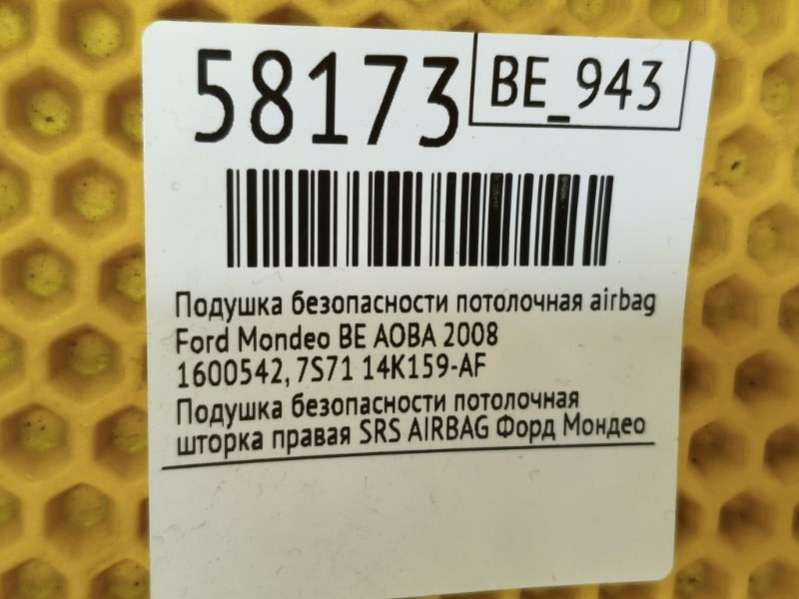 58173
BE_943
Подушка безопасности потолочная airbag
Ford Mondeo BE AOBA 2008
1600542, 7S71 14K159-AF
Подушка безопасности потолочная
шторка правая SRS AIRBAG Форд Мондео